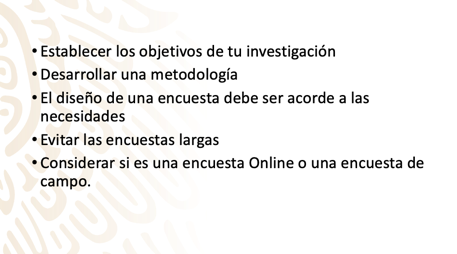 • Establecer los objetivos de tu investigación
• Desarrollar una metodología
• El diseño de una encuesta debe ser acorde a las
necesidades
• Evitar las encuestas largas
• Considerar si es una encuesta Online o una encuesta de
campo.